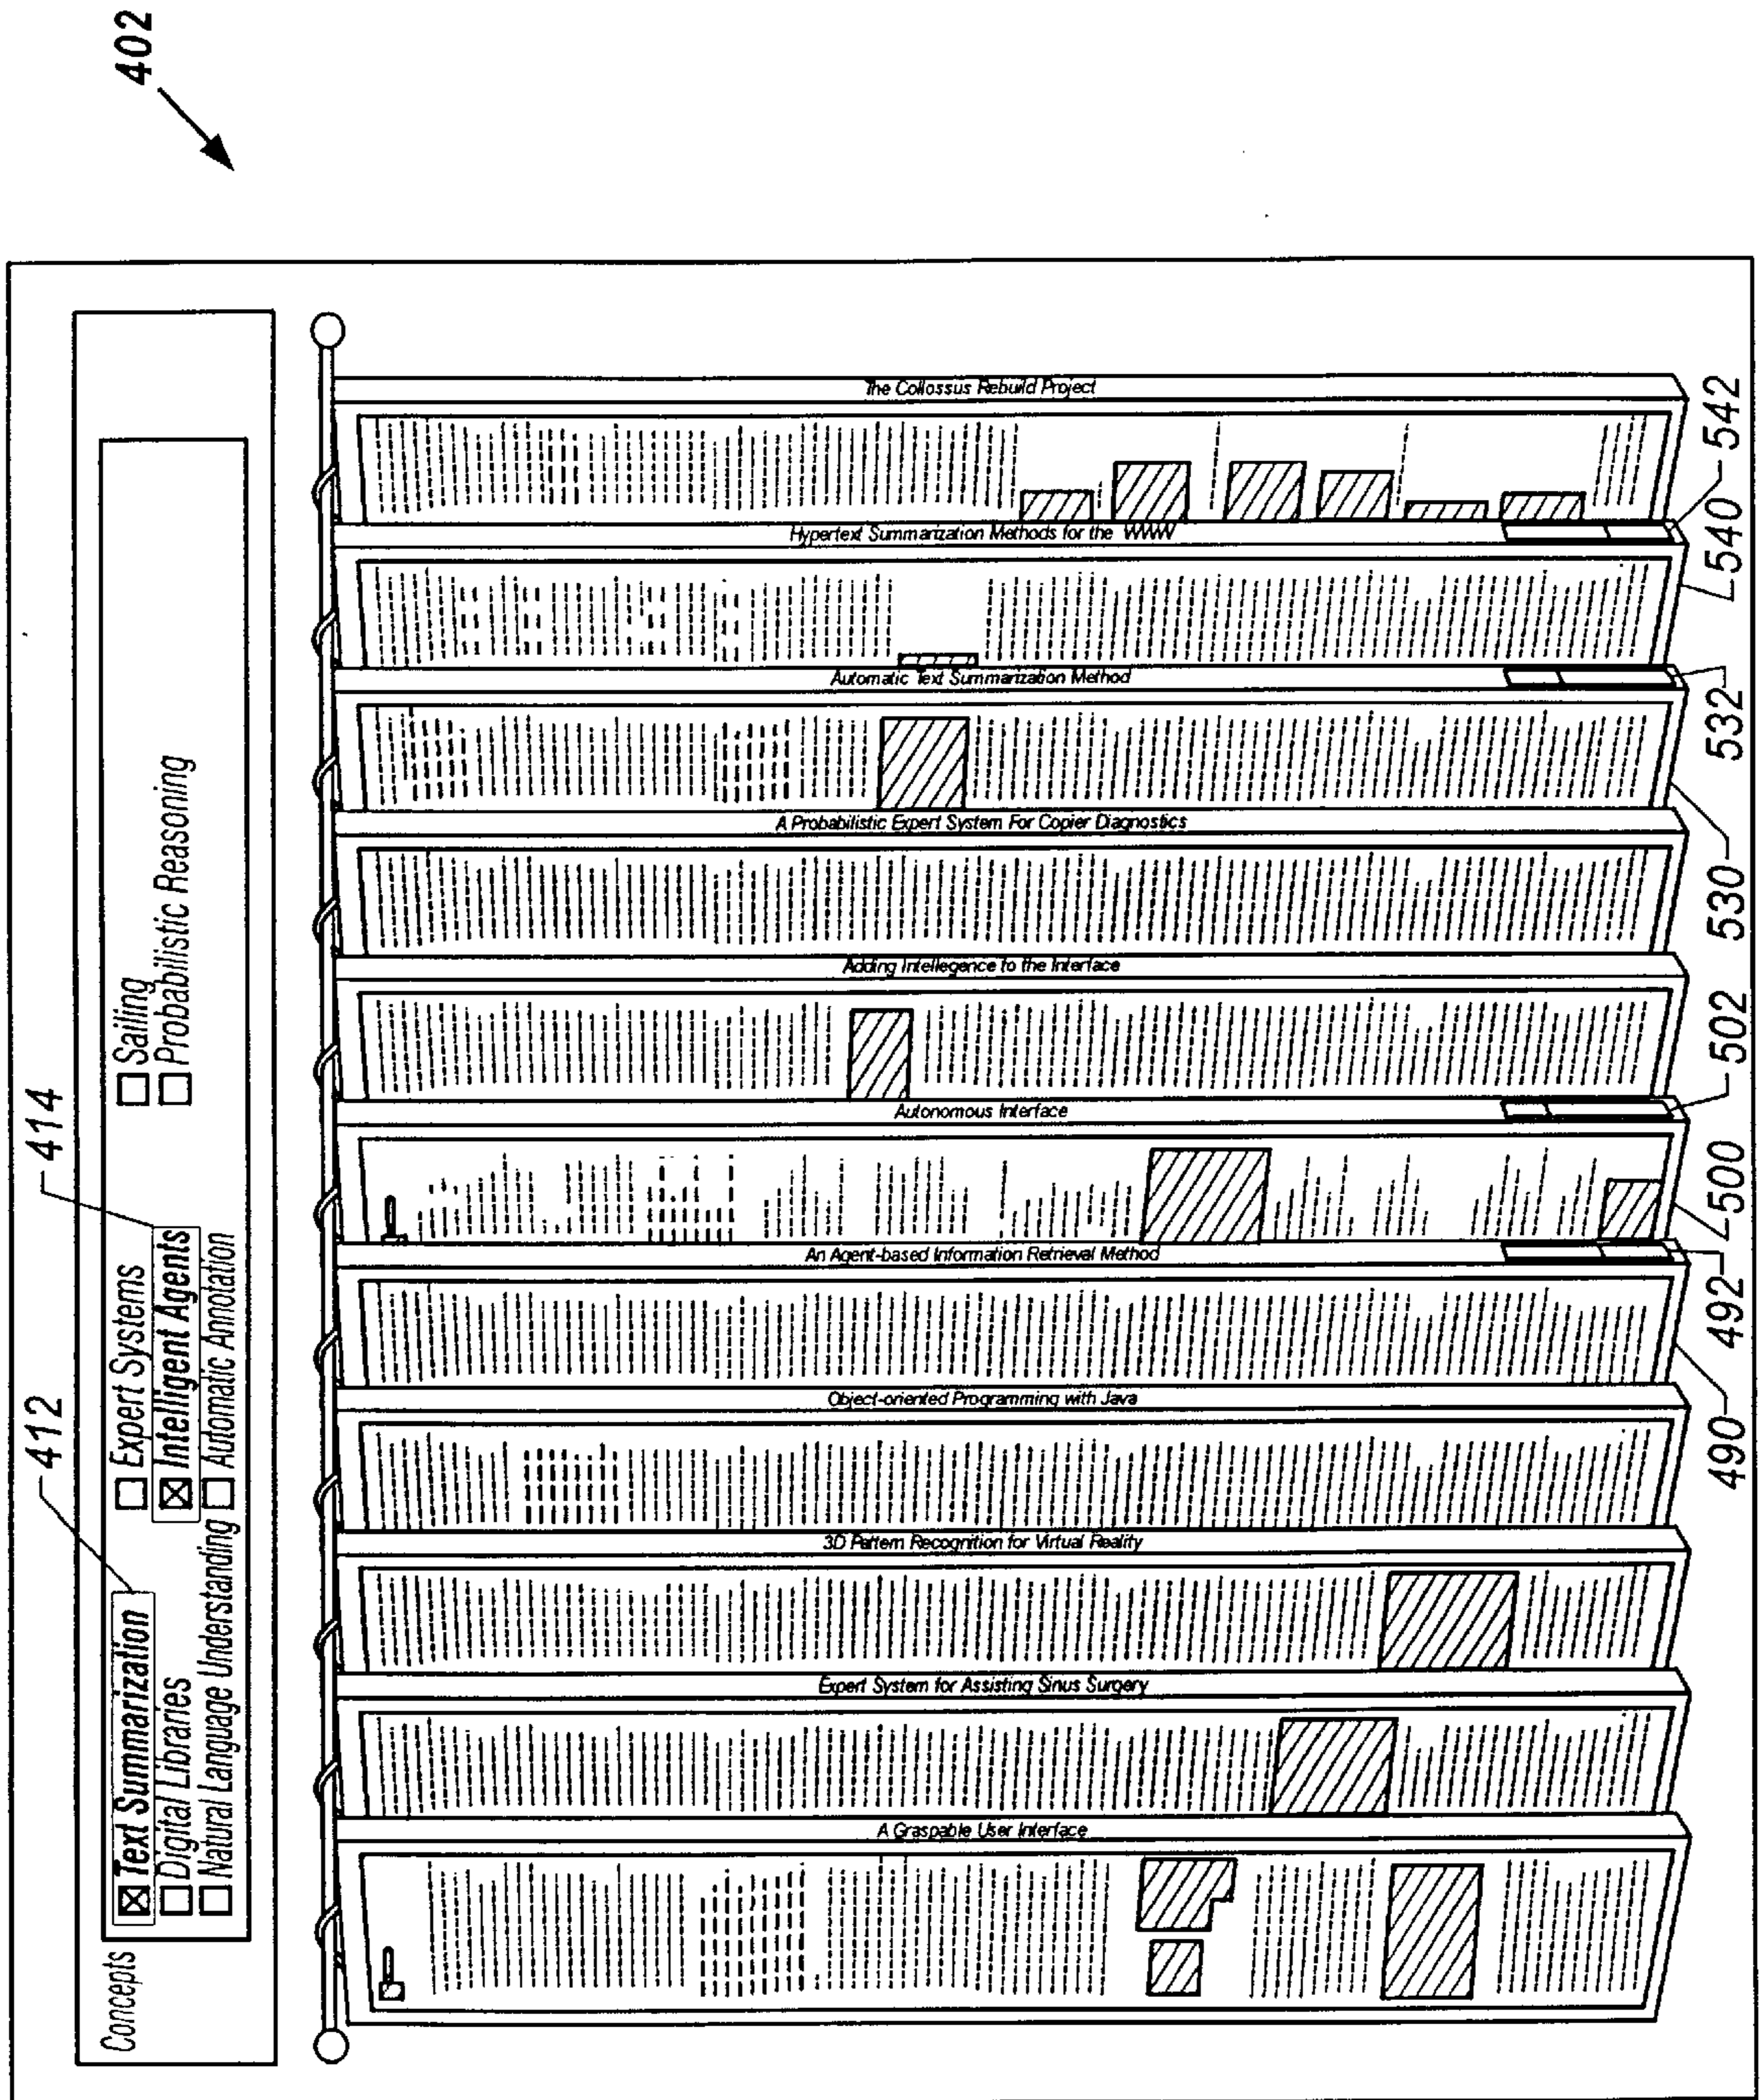 402
412
414
Concepts
Text Summarization
Digital Libraries
Natural Language Understanding
Expert Systems
Intelligent Agents
Automatic Annotation
Sailing
Probabilistic Reasoning
A Graspable User Interface
Expert System for Assisting Sinus Surgery
3D Pattern Recognition for Virtual Reality
Object-oriented Programming with Java
An Agent-based Information Retrieval Method
Autonomous Interface
Adding Intellegence to the Interface
A Probabilistic Expert System For Copier Diagnostics
Automatic Text Summarization Method
Hypertext Summarization Methods for the WWW
The Collossus Rebuild Project
490
492
500
502
530
532
540
542